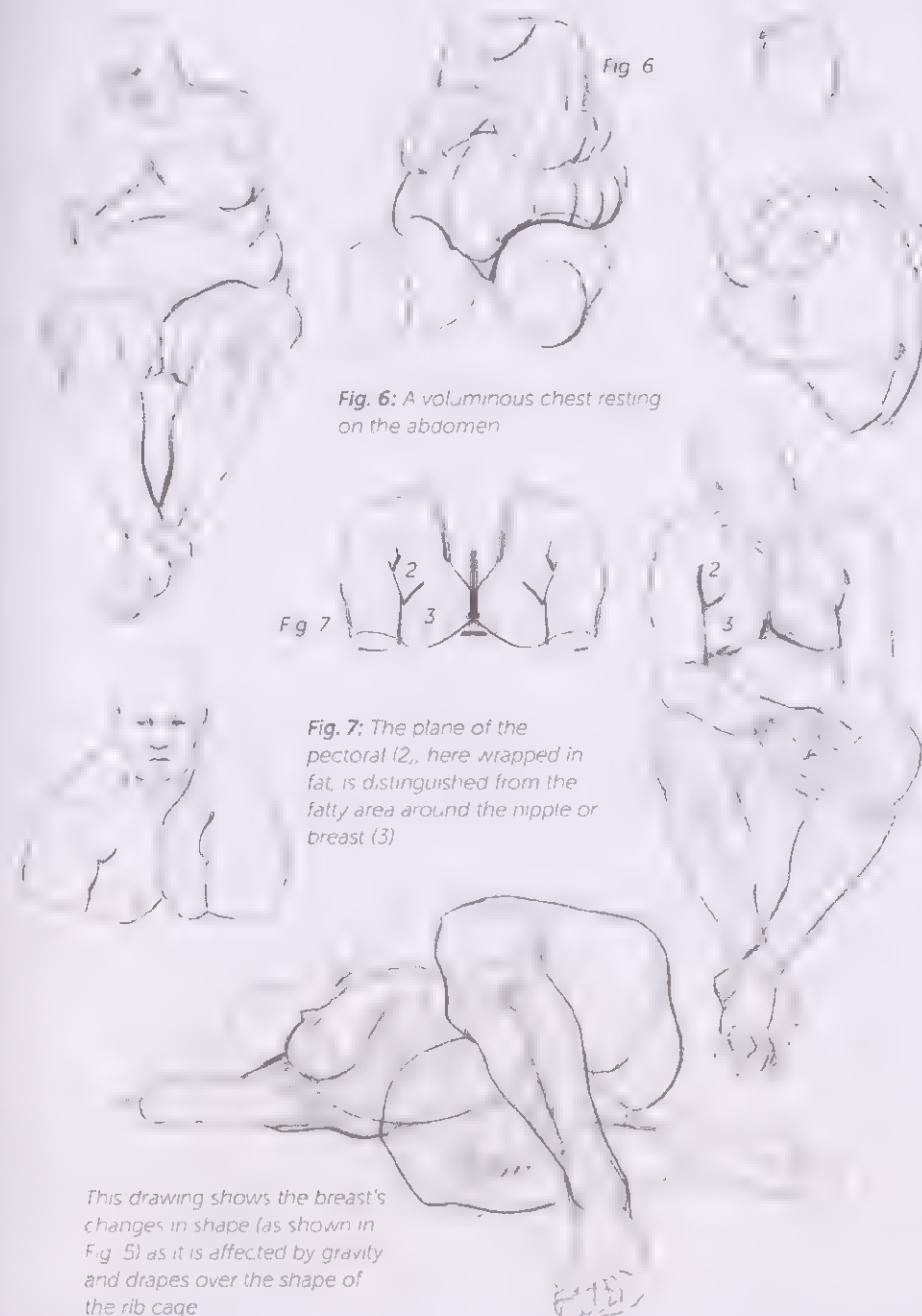 Fig 6
Fig. 6: A voluminous chest resting
on the abdomen
2
3
Fig 7
2
3
Fig. 7: The plane of the
pectoral (2), here wrapped in
fat, is distinguished from the
fatty area around the nipple or
breast (3)
This drawing shows the breast's
changes in shape (as shown in
Fig 5) as it is affected by gravity
and drapes over the shape of
the rib cage